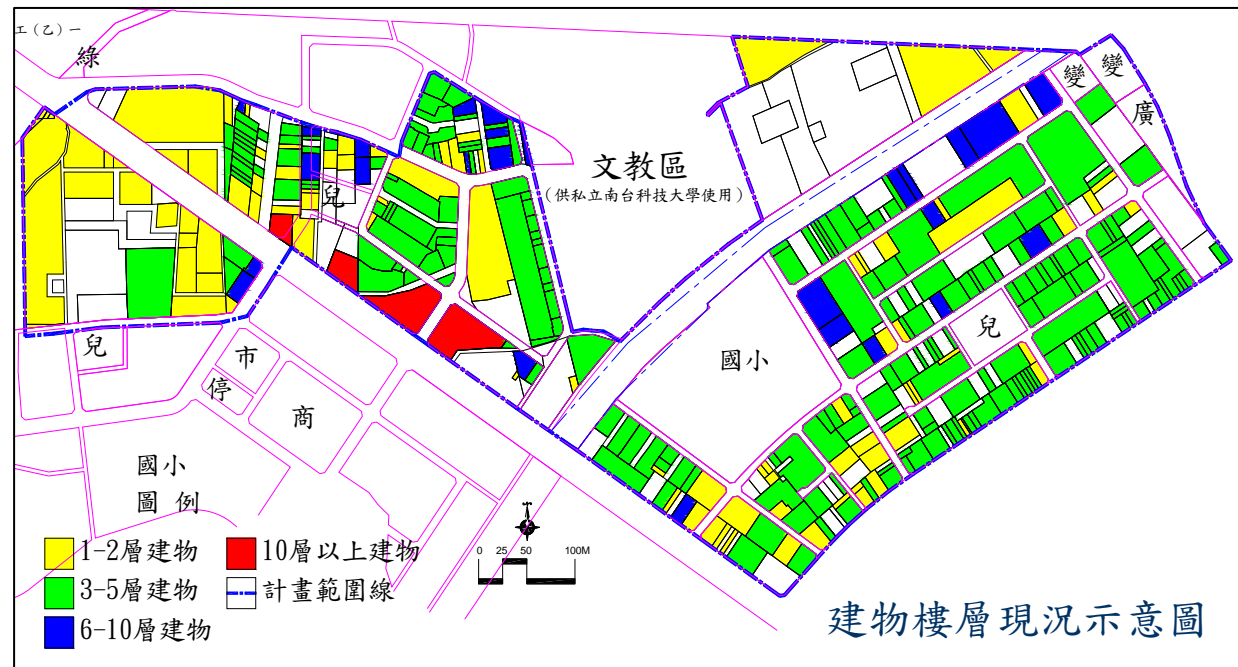 工（乙）一
綠
變
變
廣
文教區
（供私立南台科技大學使用）
兒
兒
國小
兒
市
停
商
國小
圖 例
1-2層建物
10層以上建物
3-5層建物
計畫範圍線
6-10層建物
0 25 50 100M
建物樓層現況示意圖